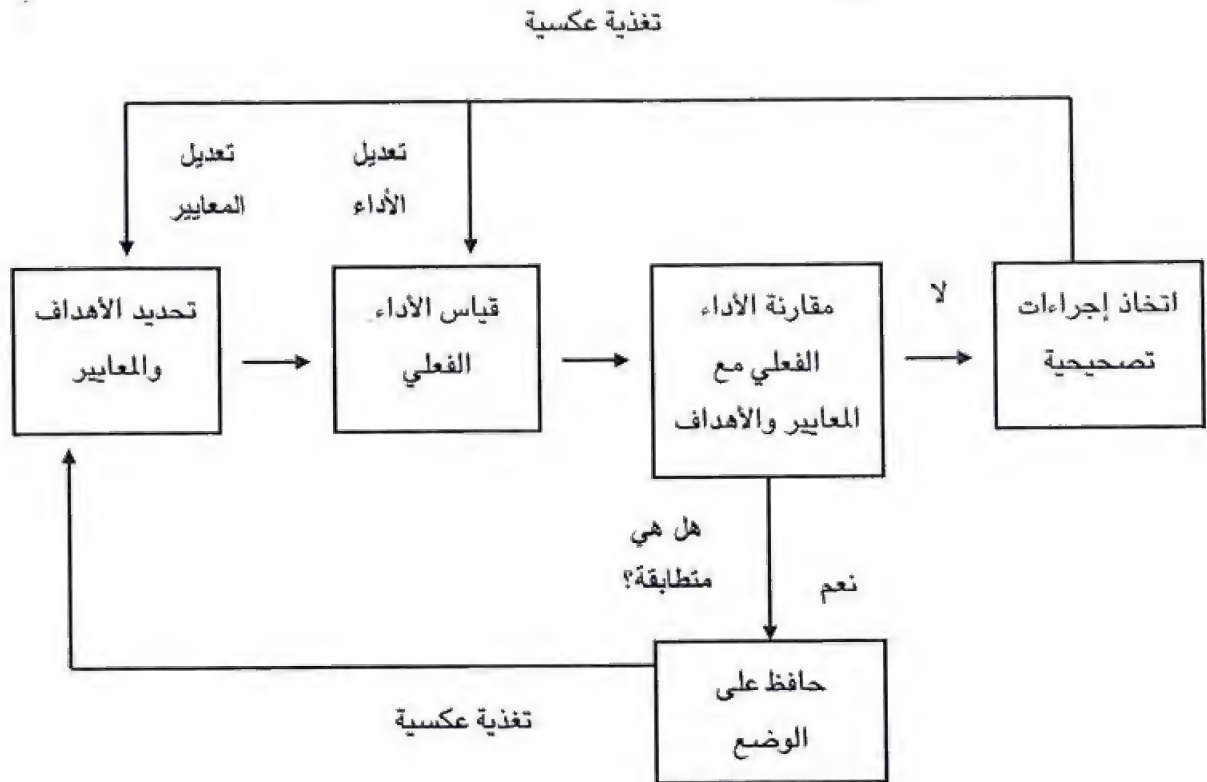 تغذية عكسية
تعديل
المعايير
تعديل
الأداء
تحديد الأهداف
والمعايير
قياس الأداء
الفعلي
مقارنة الأداء
الفعلي مع
المعايير والأهداف
لا
اتخاذ إجراءات
تصحيحية
هل هي
متطابقة؟
نعم
حافظ على
الوضع
تغذية عكسية